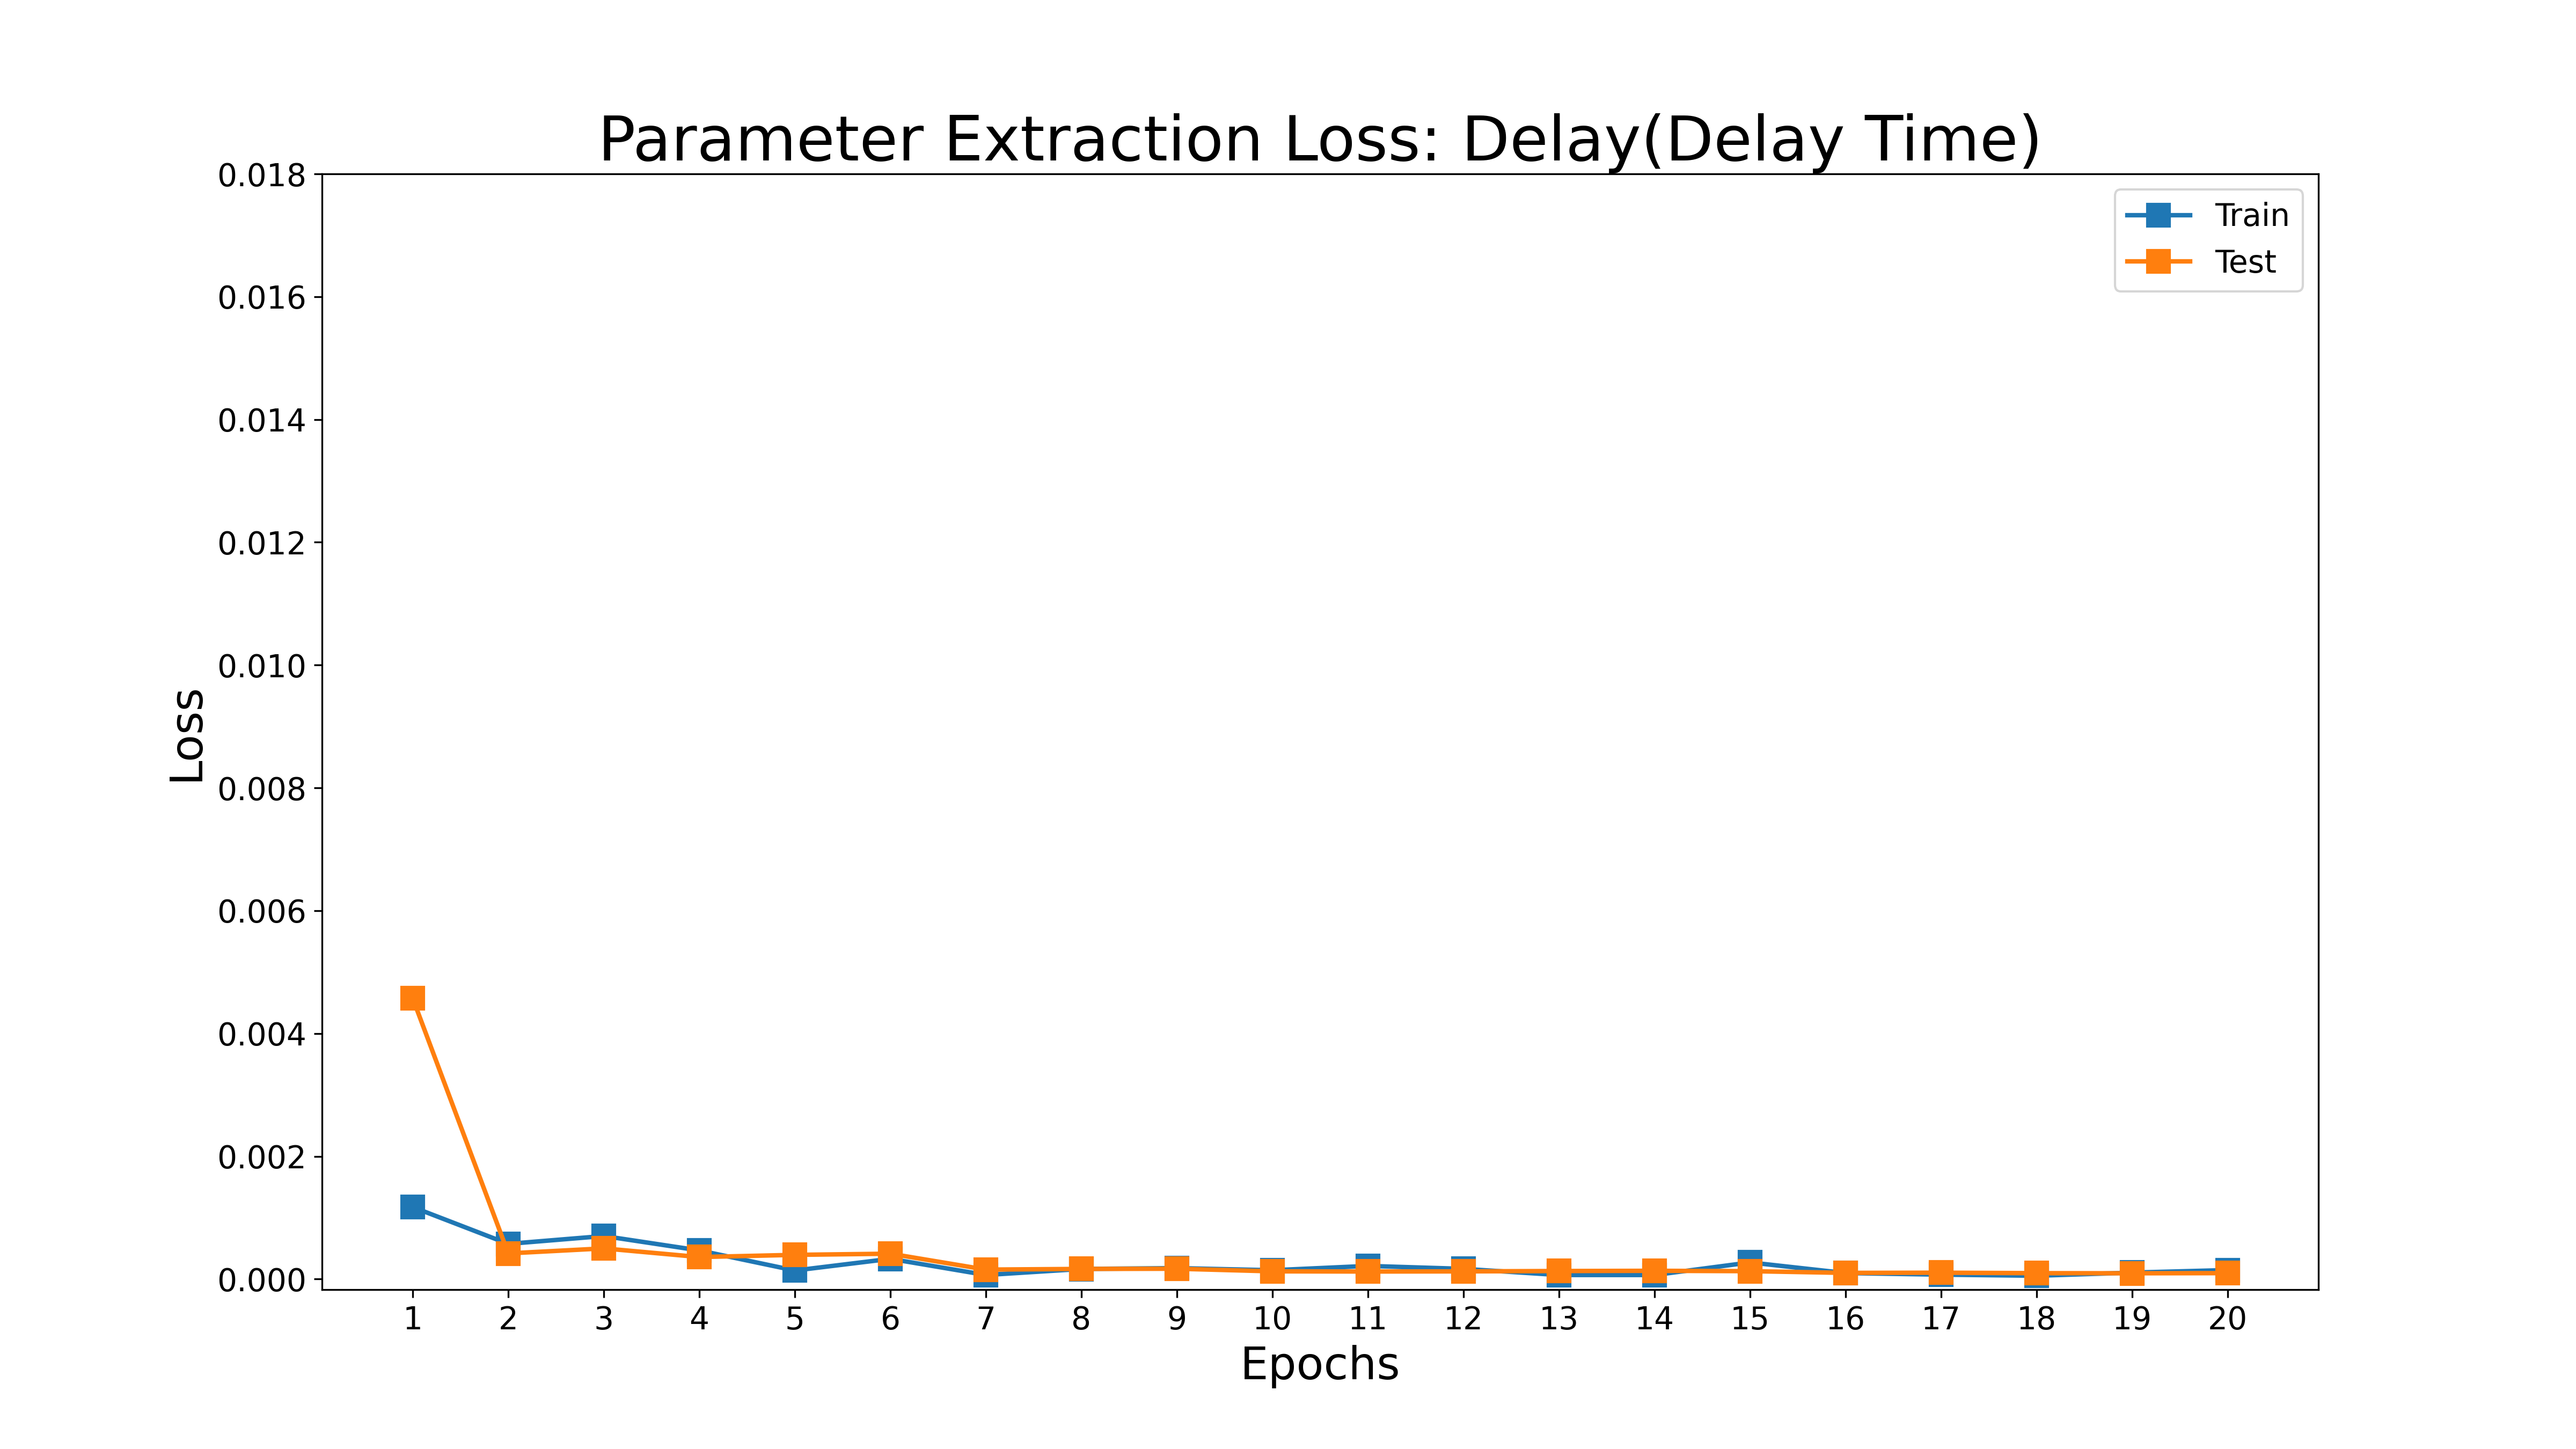 Parameter Extraction Loss: Delay(Delay Time)
0.018
0.016
0.014
0.012
0.010
0.008
0.006
0.004
0.002
0.000
Loss
Train
Test
1 2 3 4 5 6 7 8 9 10 11 12 13 14 15 16 17 18 19 20
Epochs